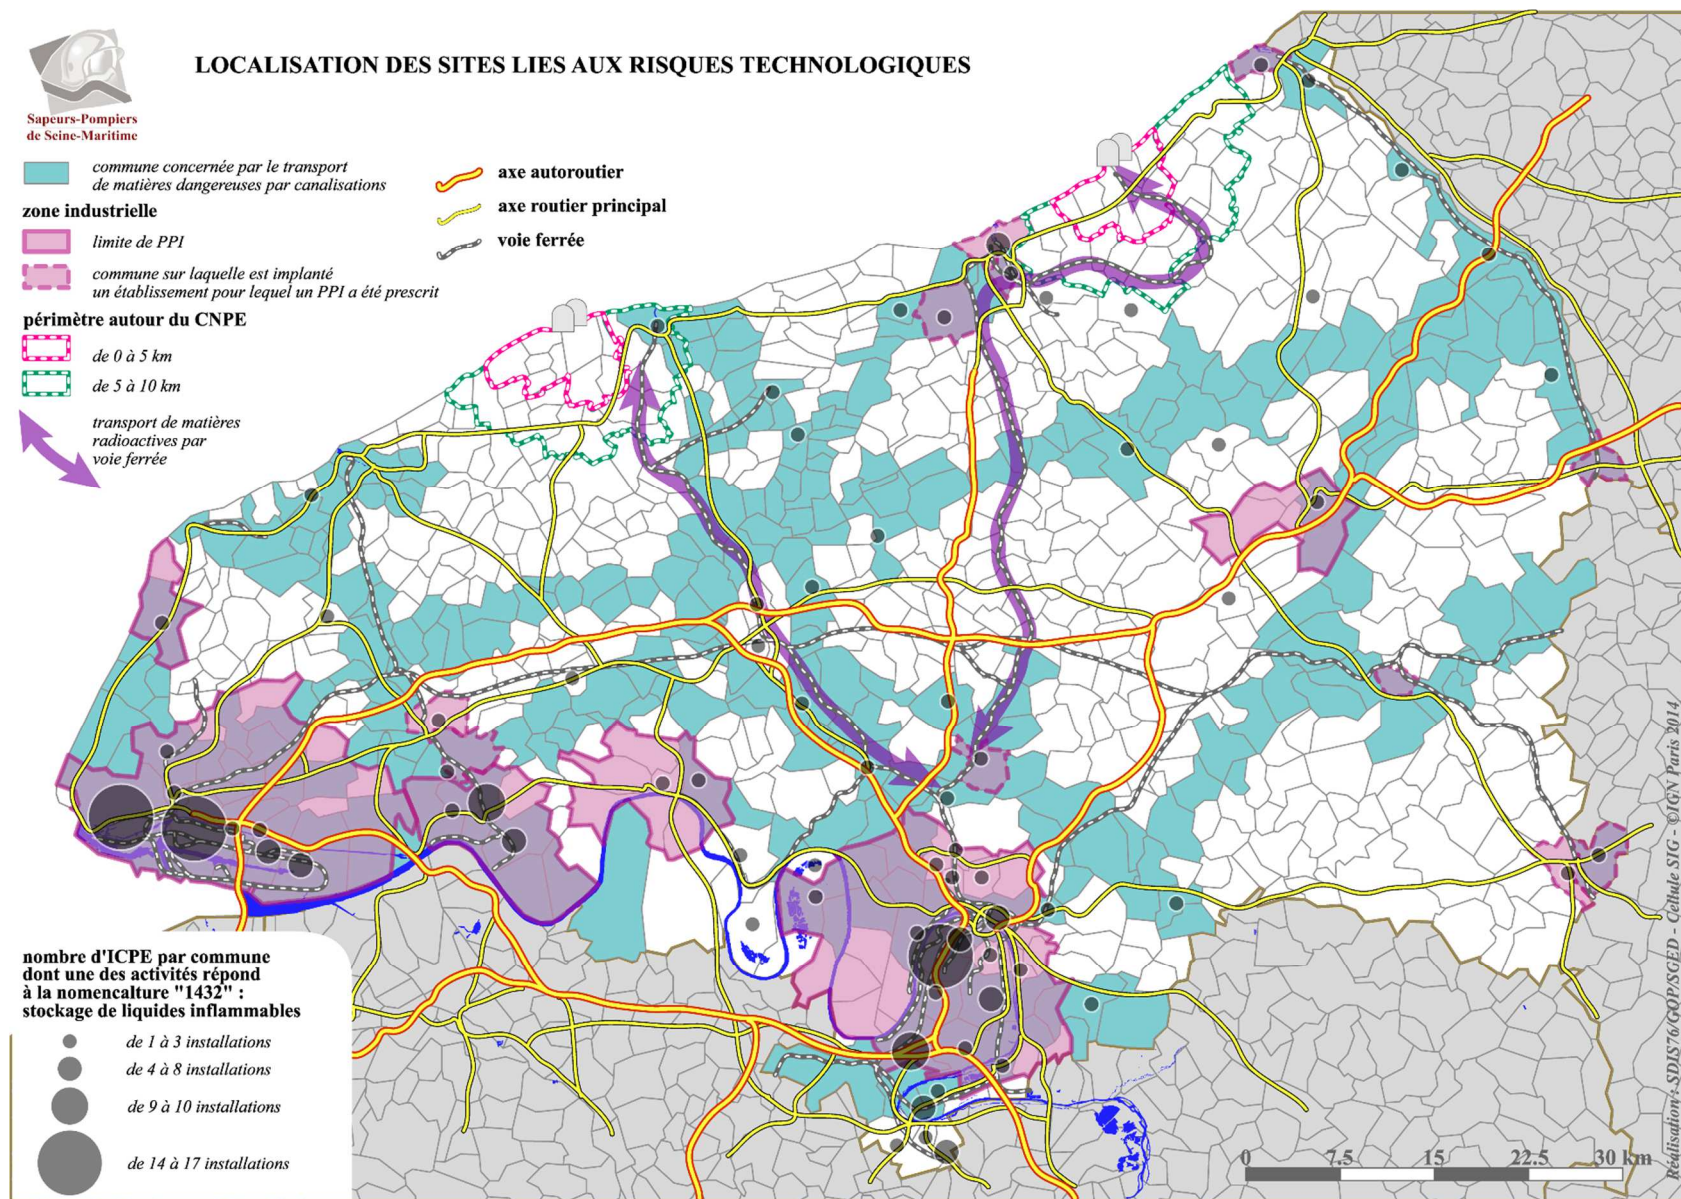 LOCALISATION DES SITES LIES AUX RISQUES TECHNOLOGIQUES
Sapeurs-Pompiers
de Seine-Maritime
commune concernée par le transport
de matières dangereuses par canalisations
zone industrielle
limite de PPI
commune sur laquelle est implanté
un établissement pour lequel un PPI a été prescrit
périmètre autour du CNPE
de 0 à 5 km
de 5 à 10 km
transport de matières
radioactives par
voie ferrée
axe autoroutier
axe routier principal
voie ferrée
nombre d'ICPE par commune
dont une des activités répond
à la nomencalture "1432" :
stockage de liquides inflammables
de 1 à 3 installations
de 4 à 8 installations
de 9 à 10 installations
de 14 à 17 installations
0 7.5 15 22.5 30 km
Réalisation : SDIS76/GOP/SGED - Cellule SIG - ©IGN Paris 2014